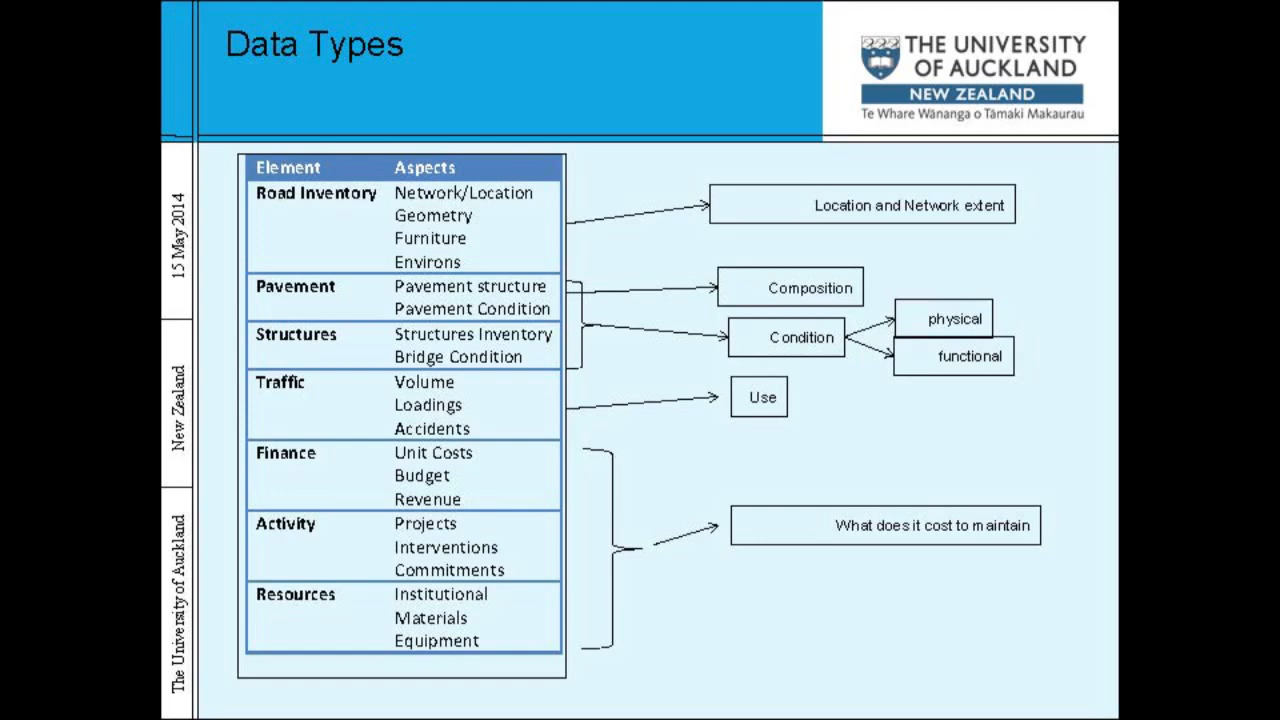 Data Types
THE UNIVERSITY
OF AUCKLAND
NEW ZEALAND
Te Whare Wānanga o Tāmaki Makaurau
15 May 2014
New Zealand
The University of Auckland
Element Aspects
Road Inventory Network/Location
Geometry
Furniture
Environs
Pavement Pavement structure
Pavement Condition
Structures Structures Inventory
Bridge Condition
Traffic Volume
Loadings
Accidents
Finance Unit Costs
Budget
Revenue
Activity Projects
Interventions
Commitments
Resources Institutional
Materials
Equipment
Location and Network extent
Composition
Condition
physical
functional
Use
What does it cost to maintain